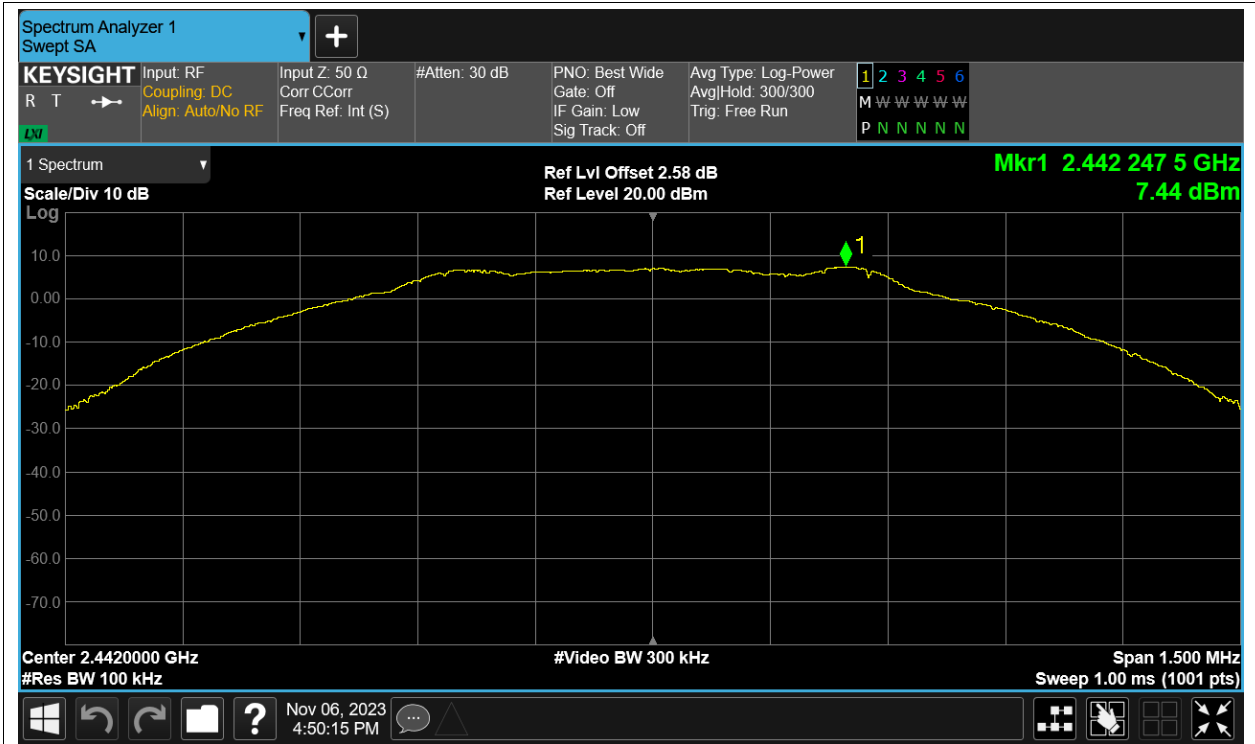 Spectrum Analyzer 1
Swept SA
KEYSIGHT
R T
LXI
Input: RF
Coupling: DC
Align: Auto/No RF
Input Z: 50 Ω
Corr CCorr
Freq Ref: Int (S)
#Atten: 30 dB
PNO: Best Wide
Gate: Off
IF Gain: Low
Sig Track: Off
Avg Type: Log-Power
Avg|Hold: 300/300
Trig: Free Run
1 2 3 4 5 6
M W W W W W
P N N N N N
1 Spectrum
Scale/Div 10 dB
Log
Ref Lvl Offset 2.58 dB
Ref Level 20.00 dBm
Mkr1 2.442 247 5 GHz
7.44 dBm
1
10.0
0.00
-10.0
-20.0
-30.0
-40.0
-50.0
-60.0
-70.0
Center 2.4420000 GHz
#Res BW 100 kHz
#Video BW 300 kHz
Span 1.500 MHz
Sweep 1.00 ms (1001 pts)
?
Nov 06, 2023
4:50:15 PM